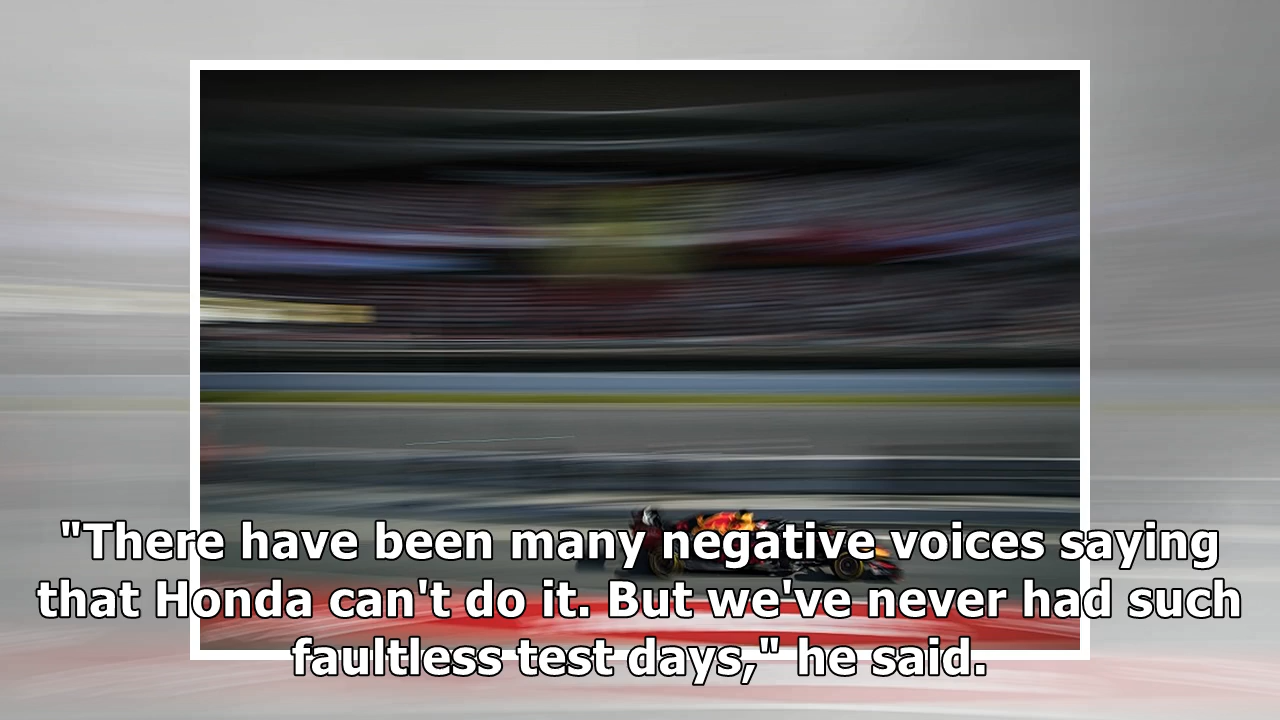 "There have been many negative voices saying
that Honda can't do it. But we've never had such
faultless test days," he said.